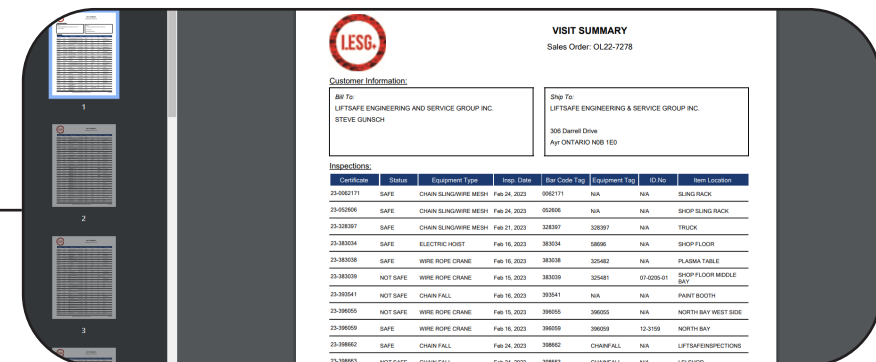 1
2
3
LESG.
VISIT SUMMARY
Sales Order: OL22-7278
Customer Information:
Bill To:
LIFTSAFE ENGINEERING AND SERVICE GROUP INC.
STEVE GUNSCH
Ship To:
LIFTSAFE ENGINEERING & SERVICE GROUP INC.
306 Darrell Drive
Ayr ONTARIO N0B 1E0
Inspections:
Certificate Status Equipment Type Insp. Date Bar Code Tag Equipment Tag ID.No Item Location
23-0062171 SAFE CHAIN SLING/WIRE MESH Feb 24, 2023 0062171 N/A N/A SLING RACK
23-052606 SAFE CHAIN SLING/WIRE MESH Feb 24, 2023 052606 N/A N/A SHOP SLING RACK
23-328397 SAFE CHAIN SLING/WIRE MESH Feb 21, 2023 328397 328397 N/A TRUCK
23-383034 SAFE ELECTRIC HOIST Feb 16, 2023 383034 58696 N/A SHOP FLOOR
23-383038 SAFE WIRE ROPE CRANE Feb 16, 2023 383038 325482 N/A PLASMA TABLE
23-383039 NOT SAFE WIRE ROPE CRANE Feb 15, 2023 383039 325481 07-0205-01 SHOP FLOOR MIDDLE
BAY
23-393541 NOT SAFE CHAIN FALL Feb 16, 2023 393541 N/A N/A PAINT BOOTH
23-396055 NOT SAFE WIRE ROPE CRANE Feb 15, 2023 396055 396055 N/A NORTH BAY WEST SIDE
23-396059 SAFE WIRE ROPE CRANE Feb 16, 2023 396059 396059 12-3159 NORTH BAY
23-398662 SAFE CHAIN FALL Feb 24, 2023 398662 CHAINFALL N/A LIFTSAFEINSPECTIONS